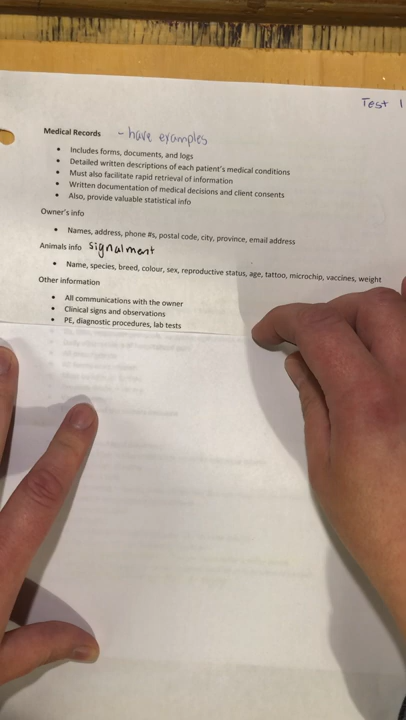 Test 1
Medical Records - have examples
• Includes forms, documents, and logs
• Detailed written descriptions of each patient's medical conditions
• Must also facilitate rapid retrieval of information
• Written documentation of medical decisions and client consents
• Also, provide valuable statistical info
Owner's info
• Names, address, phone #s, postal code, city, province, email address
Animals info signalment
• Name, species, breed, colour, sex, reproductive status, age, tattoo, microchip, vaccines, weight
Other information
• All communications with the owner
• Clinical signs and observations
• PE, diagnostic procedures, lab tests